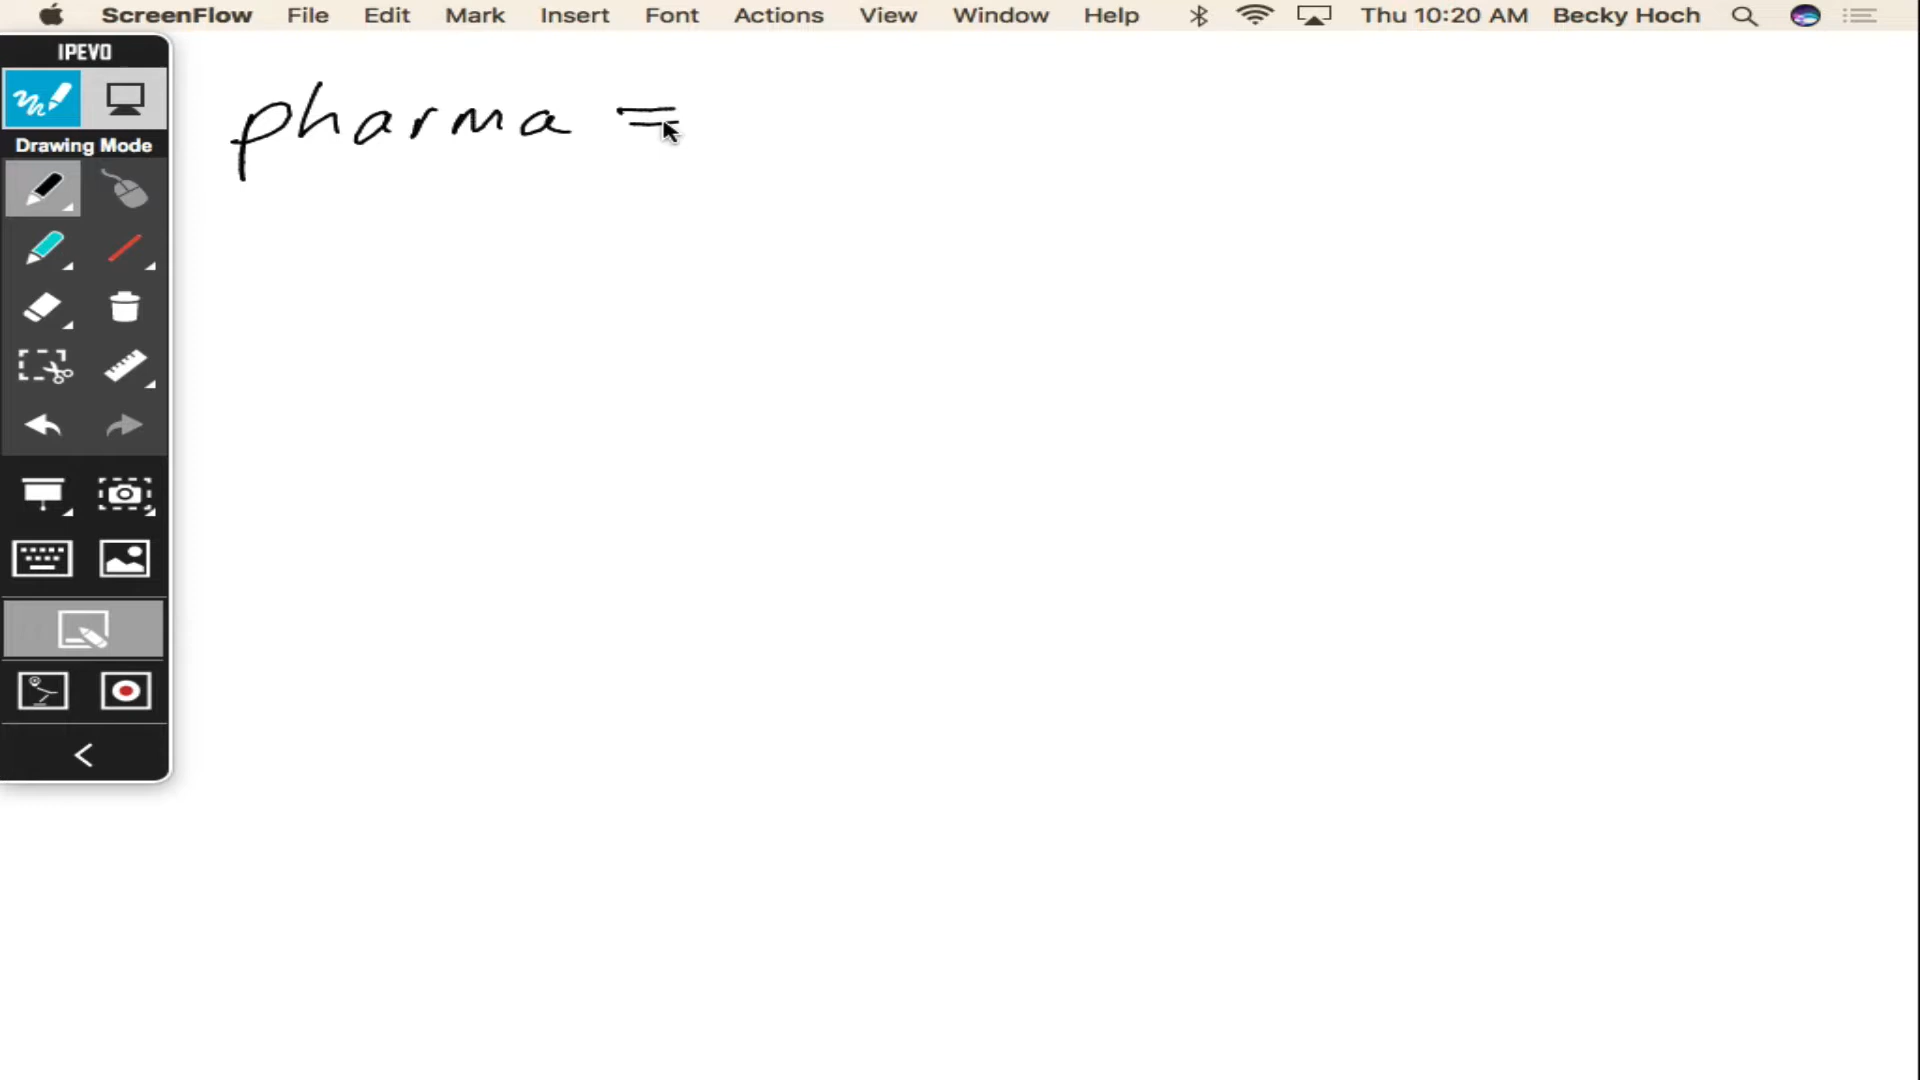 ScreenFlow File Edit Mark Insert Font Actions View Window Help Thu 10:20 AM Becky Hoch
IPEVO
Drawing Mode
pharma =